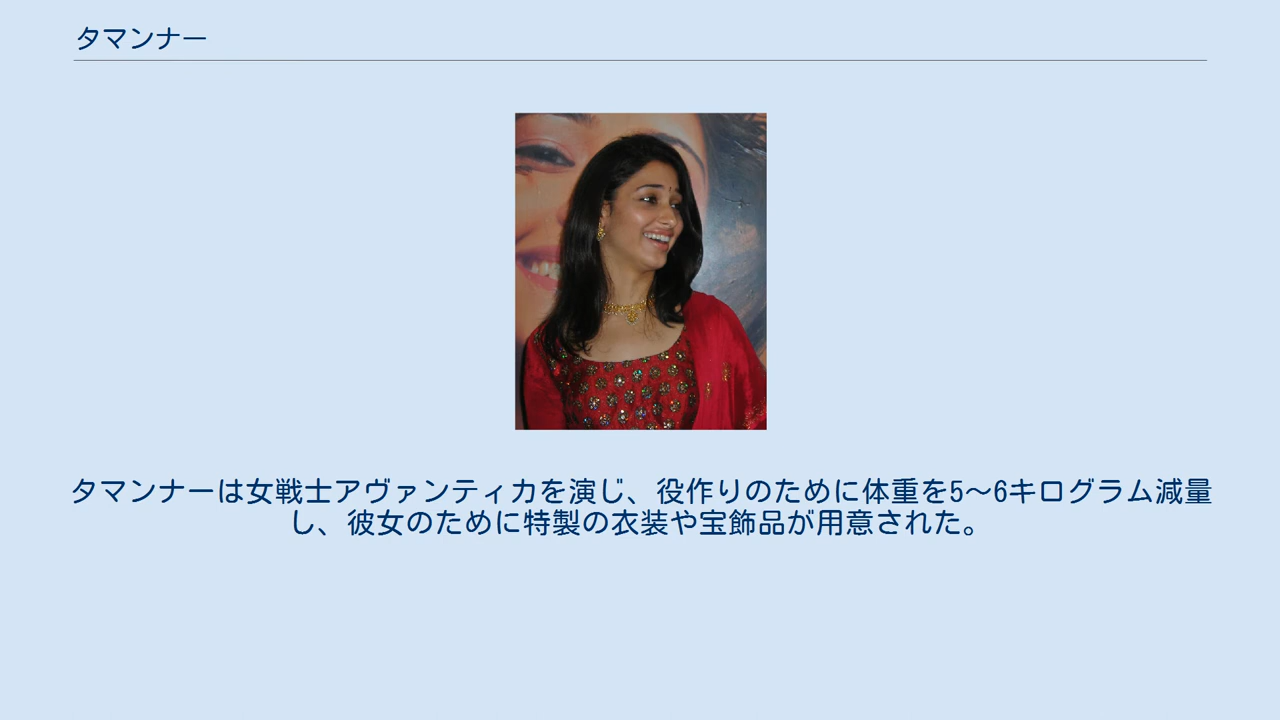 タマンナー
タマンナーは女戦士アヴァンティカを演じ、役作りのために体重を5〜6キログラム減量
し、彼女のために特製の衣装や宝飾品が用意された。